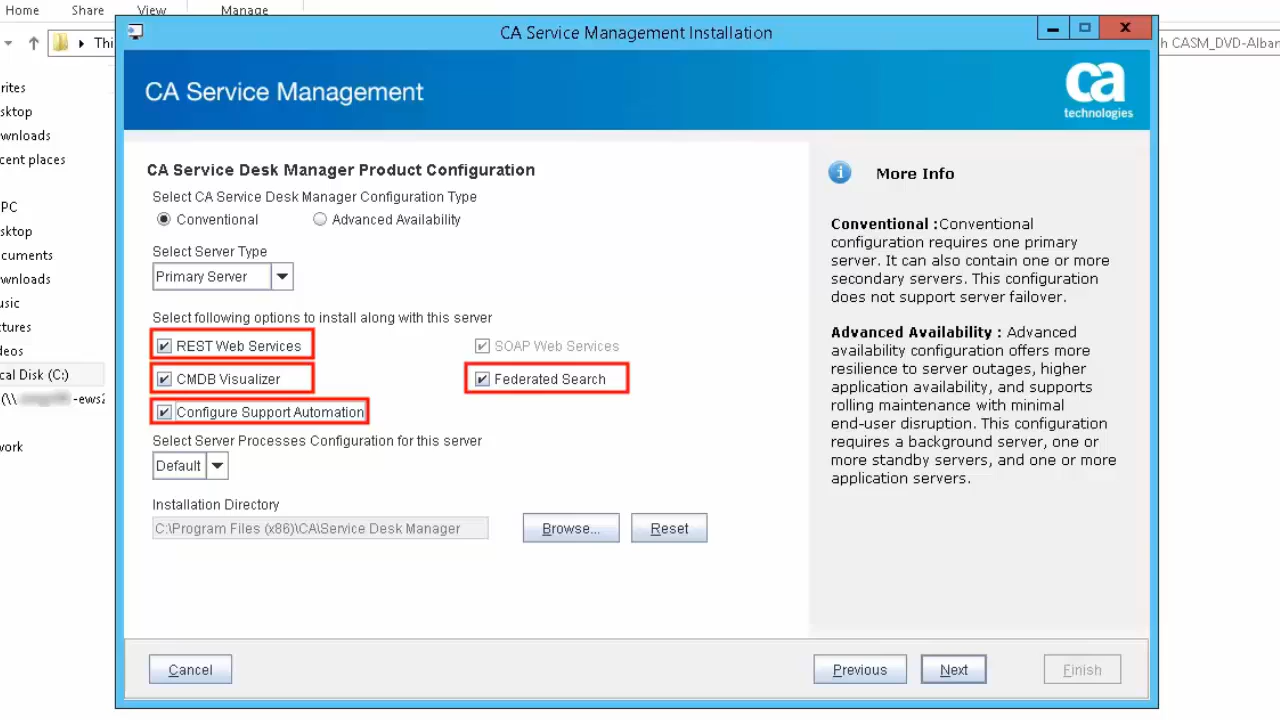 Home Share View Manage
CA Service Management Installation
Thi
h CASM_DVD-Alban
CA Service Management
ca
technologies
rites
sktop
wnloads
cent places
PC
sktop
cuments
wnloads
usic
tures
deos
cal Disk (C:)
(\\ -ews2
work
CA Service Desk Manager Product Configuration
Select CA Service Desk Manager Configuration Type
Conventional Advanced Availability
Select Server Type
Primary Server
Select following options to install along with this server
REST Web Services SOAP Web Services
CMDB Visualizer Federated Search
Configure Support Automation
Select Server Processes Configuration for this server
Default
Installation Directory
C:\Program Files (x86)\CA\Service Desk Manager Browse... Reset
More Info
Conventional :Conventional
configuration requires one primary
server. It can also contain one or more
secondary servers. This configuration
does not support server failover.
Advanced Availability : Advanced
availability configuration offers more
resilience to server outages, higher
application availability, and supports
rolling maintenance with minimal
end-user disruption. This configuration
requires a background server, one or
more standby servers, and one or more
application servers.
Cancel Previous Next Finish